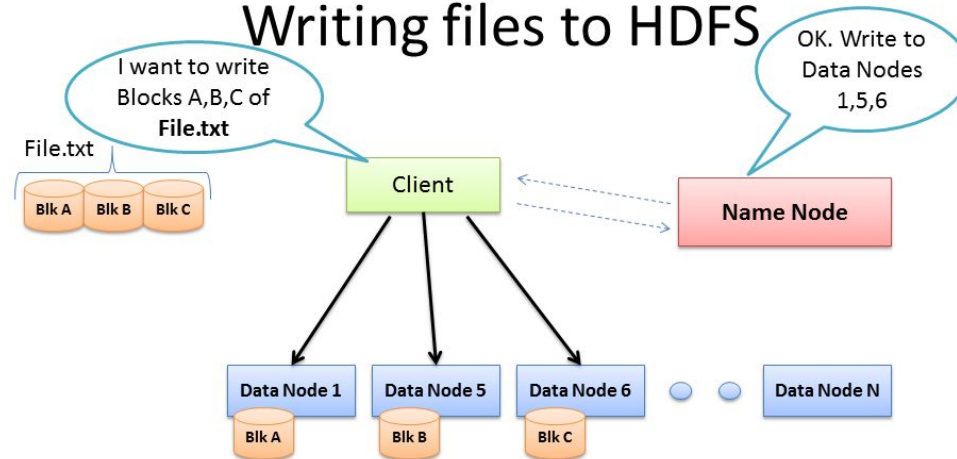 Writing files to HDFS
I want to write
Blocks A,B,C of
File.txt
OK. Write to
Data Nodes
1,5,6
File.txt
Blk A
Blk B
Blk C
Client
Name Node
Data Node 1
Data Node 5
Data Node 6
Data Node N
Blk A
Blk B
Blk C